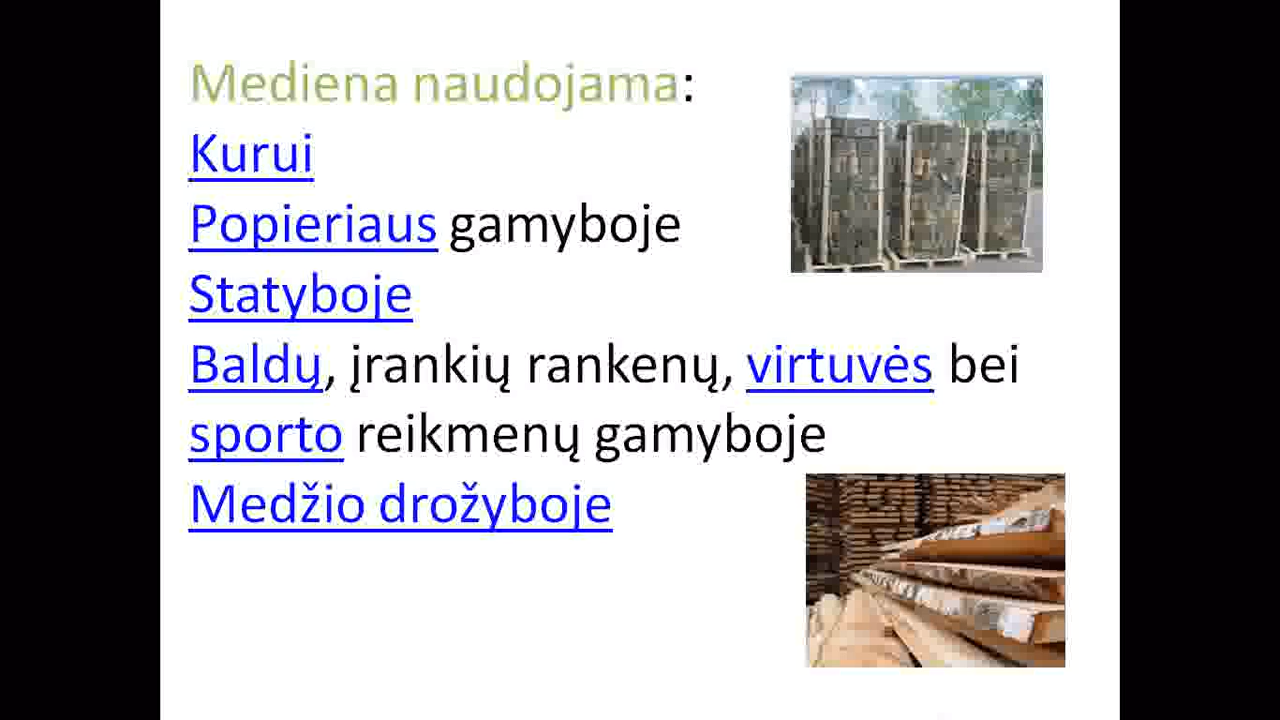 Mediena naudojama:
Kurui
Popieriaus gamyboje
Statyboje
Baldų, įrankių rankenų, virtuvės bei
sporto reikmenų gamyboje
Medžio drožyboje